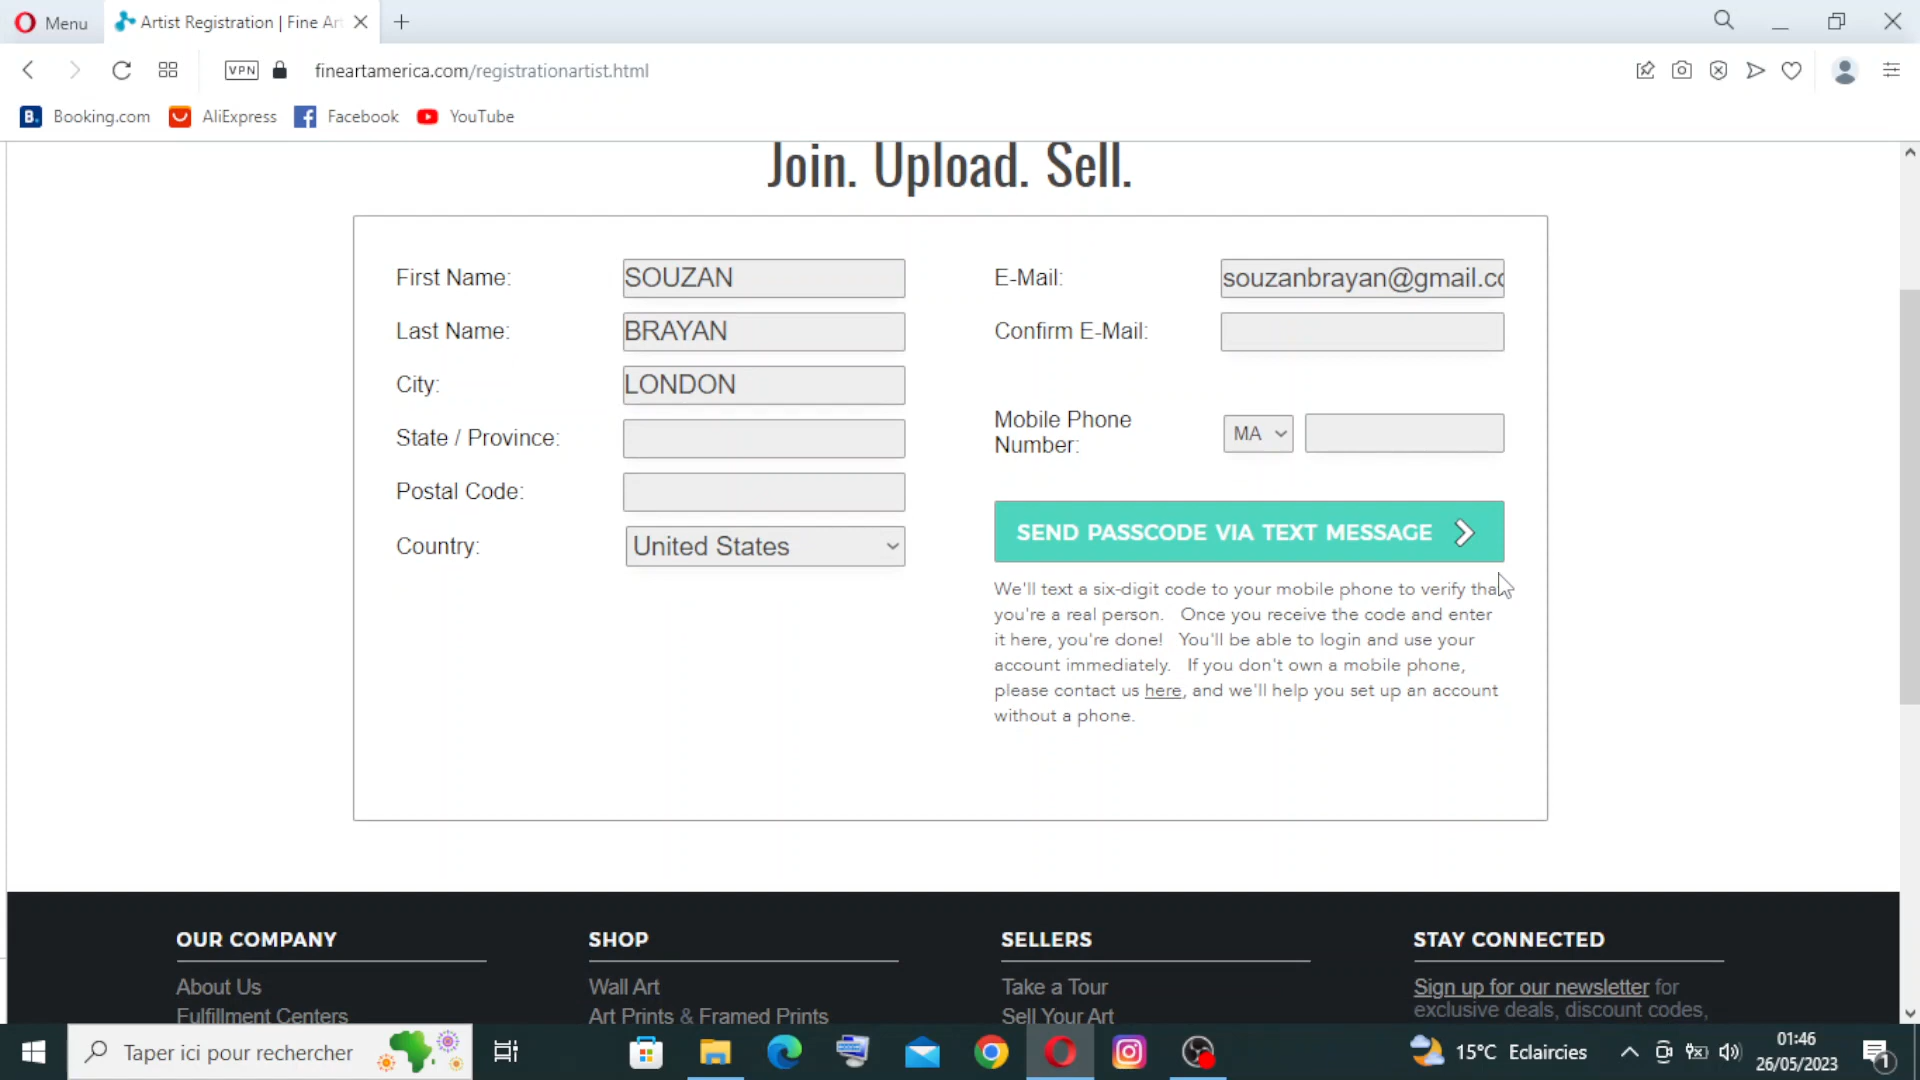 Menu
Artist Registration | Fine Ar
fineartamerica.com/registrationartist.html
VPN
B. Booking.com
AliExpress
Facebook
YouTube
Join. Upload. Sell.
First Name: SOUZAN
Last Name: BRAYAN
City: LONDON
State / Province:
Postal Code:
Country: United States
E-Mail: souzanbrayan@gmail.co
Confirm E-Mail:
Mobile Phone
Number:
MA
SEND PASSCODE VIA TEXT MESSAGE
We'll text a six-digit code to your mobile phone to verify tha
you're a real person. Once you receive the code and enter
it here, you're done! You'll be able to login and use your
account immediately. If you don't own a mobile phone,
please contact us here, and we'll help you set up an account
without a phone.
OUR COMPANY
About Us
Fulfillment Centers
SHOP
Wall Art
Art Prints & Framed Prints
SELLERS
Take a Tour
Sell Your Art
STAY CONNECTED
Sign up for our newsletter for
exclusive deals, discount codes,
Taper ici pour rechercher
15°C Eclaircies
01:46
26/05/2023
1